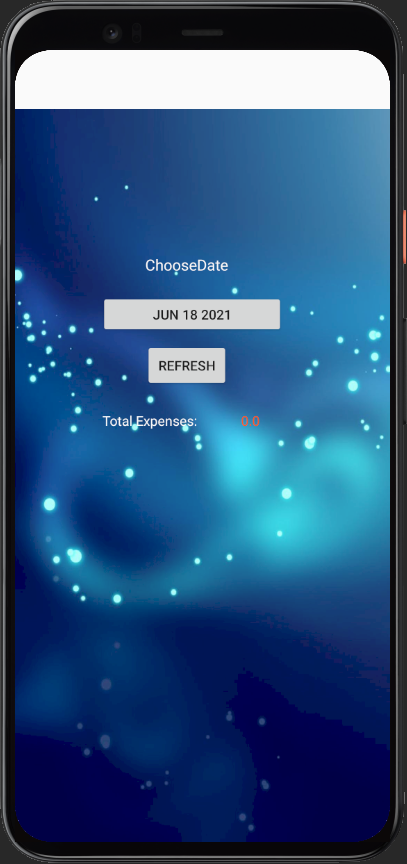 ChooseDate
JUN 18 2021
REFRESH
Total Expenses: 0.0